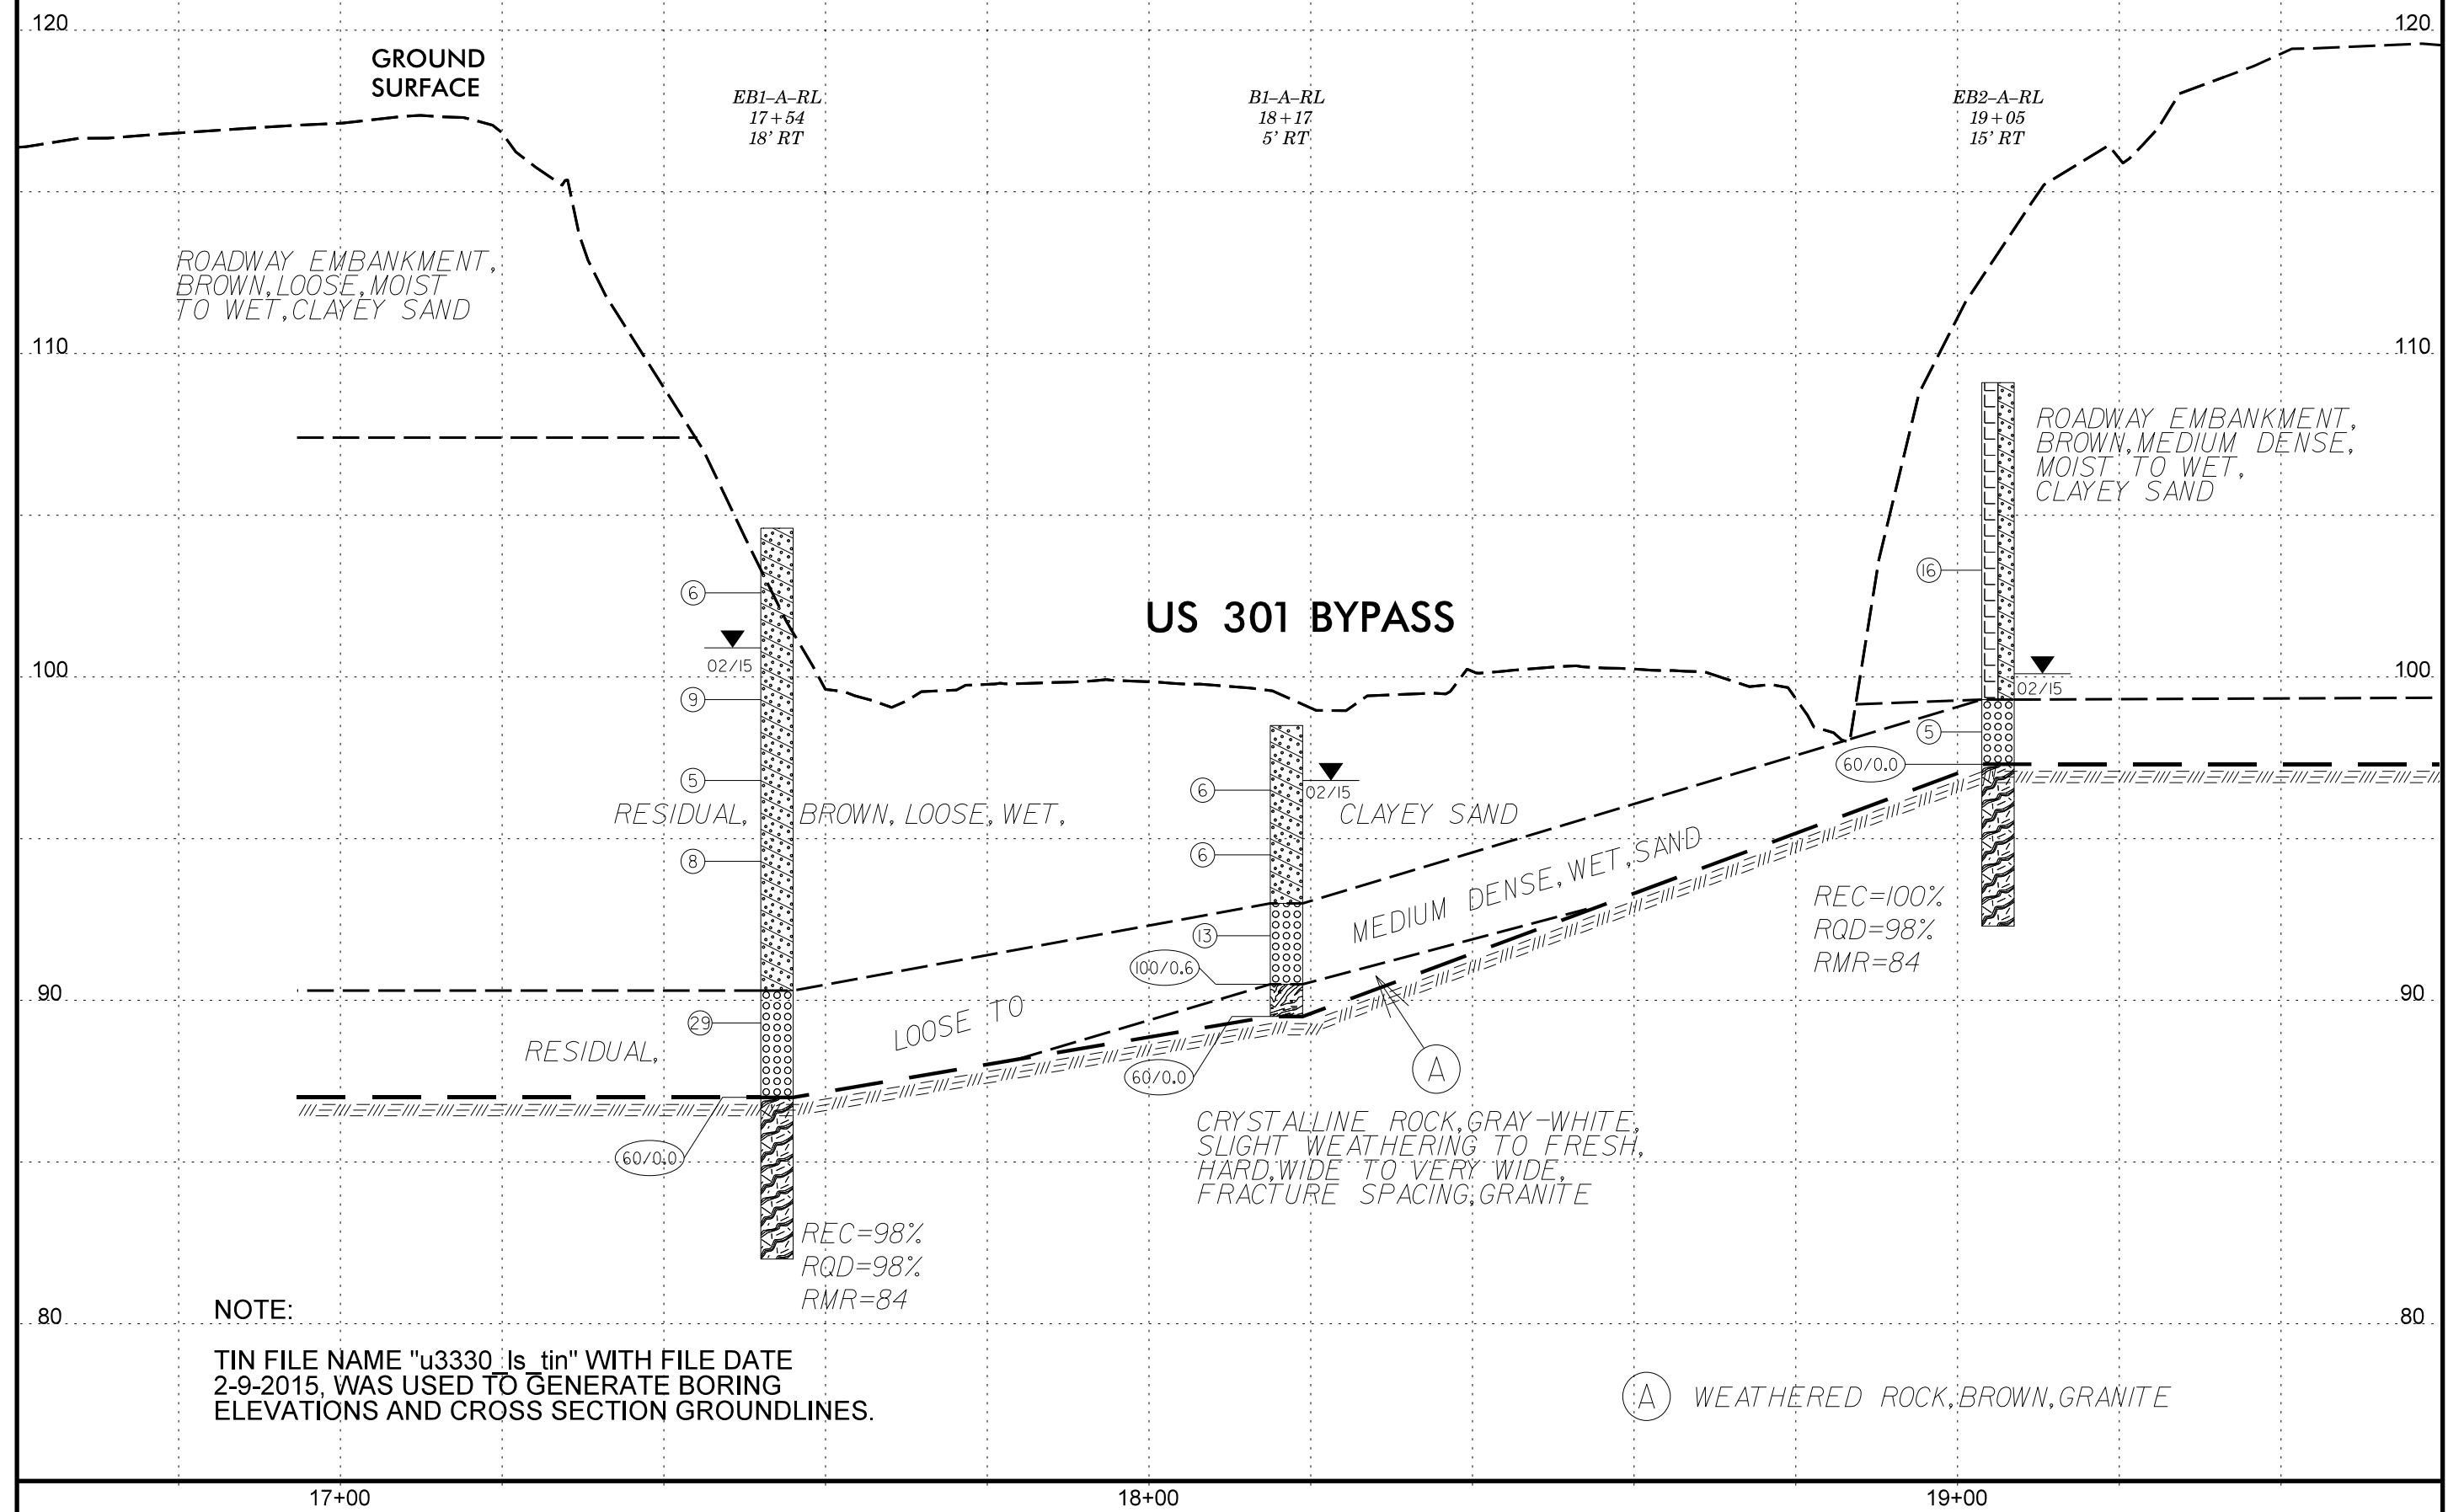 120
120
GROUND
SURFACE
EB1-A-RL
17+54
18' RT
B1-A-RL
18+17
5' RT
EB2-A-RL
19+05
15' RT
ROADWAY EMBANKMENT,
BROWN, LOOSE, MOIST
TO WET, CLAYEY SAND
110
110
ROADWAY EMBANKMENT,
BROWN, MEDIUM DENSE,
MOIST TO WET,
CLAYEY SAND
16
6
US 301 BYPASS
02/15
100
100
02/15
9
5
60/0.0
5
6
02/15
RESIDUAL, BROWN, LOOSE, WET, CLAYEY SAND
8
6
MEDIUM DENSE, WET, SAND
REC=100%
RQD=98%
RMR=84
13
100/0.6
90
90
29
LOOSE TO
RESIDUAL,
A
60/0.0
CRYSTALLINE ROCK, GRAY-WHITE,
SLIGHT WEATHERING TO FRESH,
HARD, WIDE TO VERY WIDE,
FRACTURE SPACING, GRANITE
60/0.0
REC=98%
RQD=98%
RMR=84
NOTE:
80
80
TIN FILE NAME "u3330_ls_tin" WITH FILE DATE
2-9-2015, WAS USED TO GENERATE BORING
ELEVATIONS AND CROSS SECTION GROUNDLINES.
A WEATHERED ROCK, BROWN, GRANITE
17+00
18+00
19+00